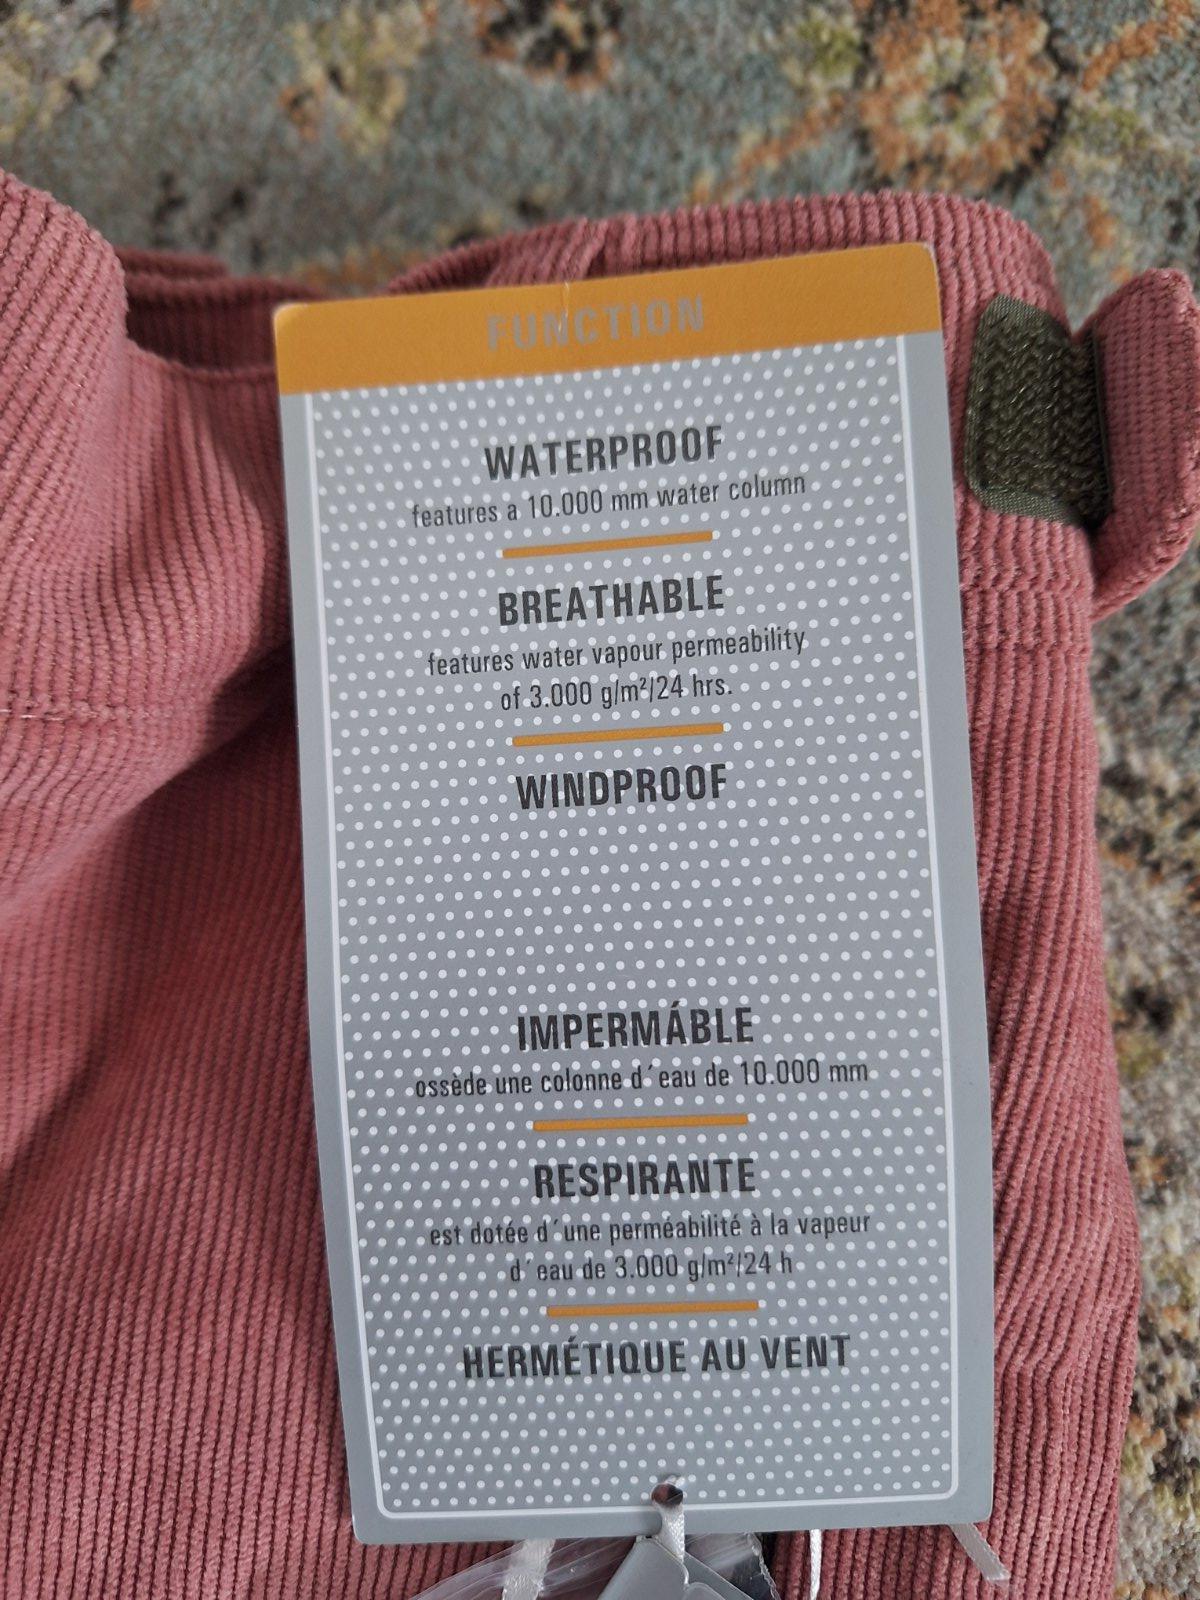 FUNCTION
WATERPROOF
features a 10.000 mm water column
BREATHABLE
features water vapour permeability
of 3.000 g/m²/24 hrs.
WINDPROOF
IMPERMÁBLE
ossède une colonne d´eau de 10.000 mm
RESPIRANTE
est dotée d´une perméabilité à la vapeur
d´eau de 3.000 g/m²/24 h
HERMÉTIQUE AU VENT